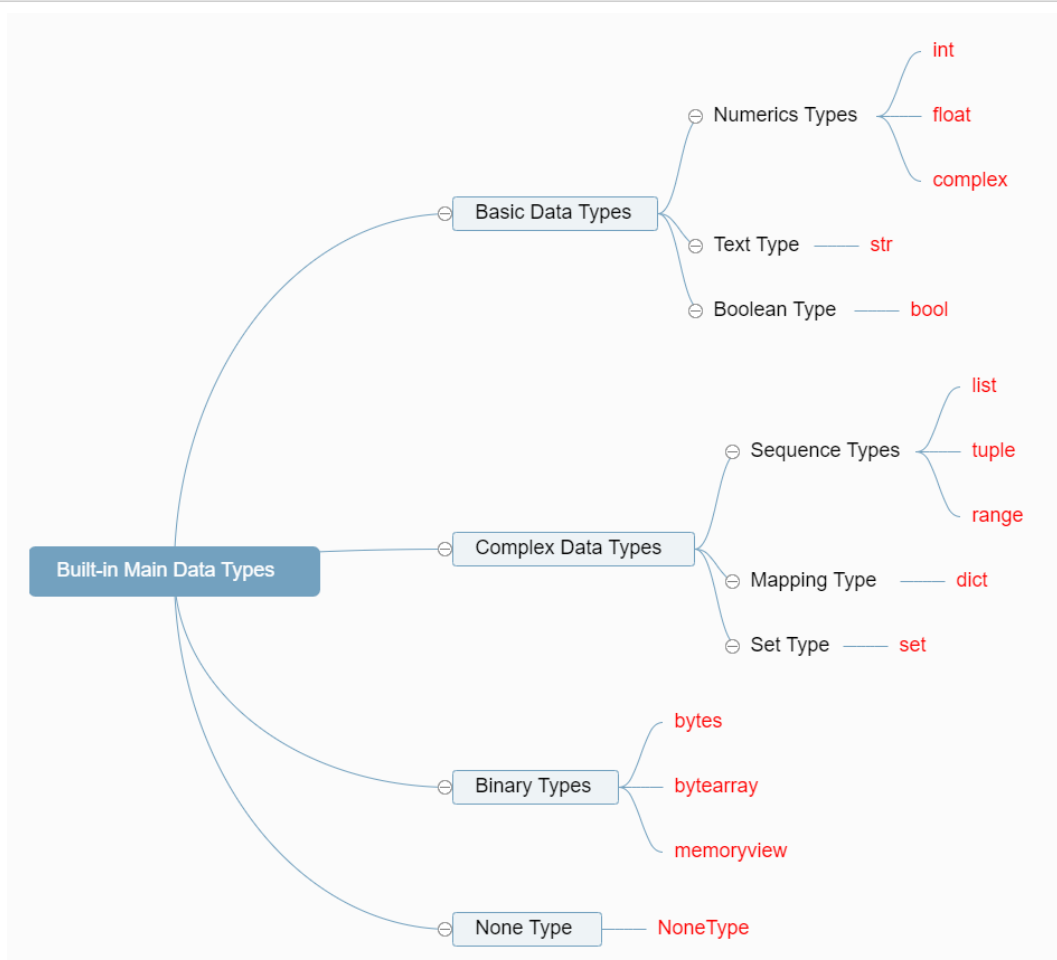 Built-in Main Data Types
Basic Data Types
Numerics Types
int
float
complex
Text Type
str
Boolean Type
bool
Complex Data Types
Sequence Types
list
tuple
range
Mapping Type
dict
Set Type
set
Binary Types
bytes
bytearray
memoryview
None Type
NoneType